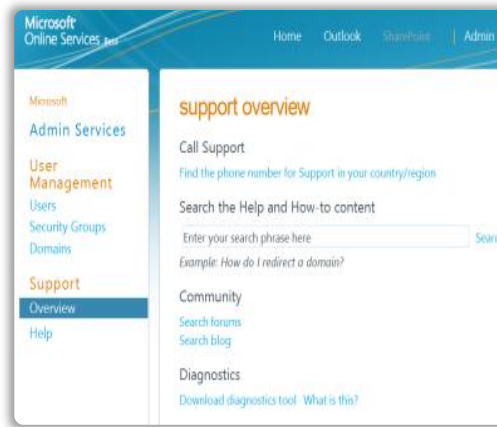 Microsoft
Online Services Beta
Home Outlook SharePoint | Admin
Microsoft
Admin Services
User
Management
Users
Security Groups
Domains
Support
Overview
Help
support overview
Call Support
Find the phone number for Support in your country/region
Search the Help and How-to content
Enter your search phrase here Searc
Example: How do I redirect a domain?
Community
Search forums
Search blog
Diagnostics
Download diagnostics tool What is this?